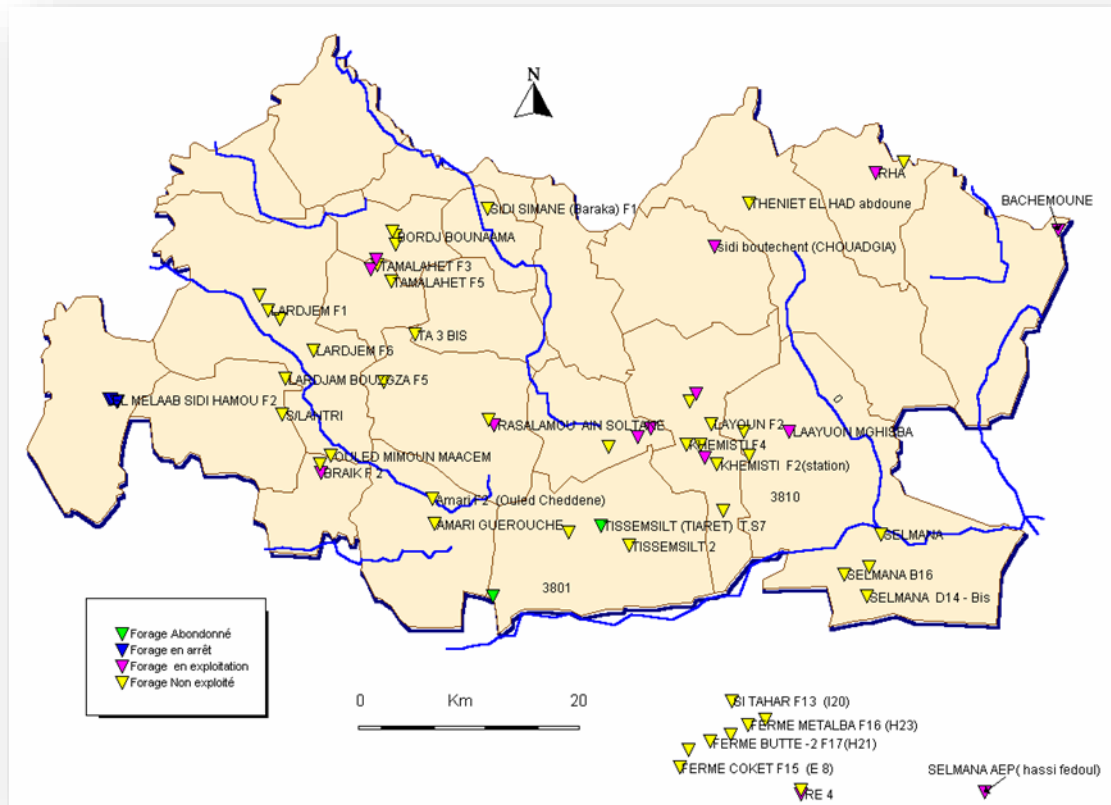 N
RHA
BACHEMOUNE
THENIET EL HAD abdoune
SIDI SIMANE (Baraka) F1
BORDJ BOUNAAMA
sidi boutechent (CHOUADGIA)
TAMALAHET F3
TAMALAHET F5
LARDJEM F1
TA 3 BIS
LARDJEM F6
LARDJAM BOUZGZA F5
EL MELAAB SIDI HAMOU F2
S/LANTRI
RASALAMOU AIN SOLTANE
LAYOUN F2
LAAYUON MGHISBA
KHEMISTI F4
OULED MIMOUN MAACEM
KHEMISTI F2(station)
BRAIK F 2
Amari F2 (Ouled Cheddene)
3810
AMARI GUEROUCHE
TISSEMSILT (TIARET) T.S7
SELMANA
TISSEMSILT 2
SELMANA B16
3801
SELMANA D14 - Bis
Forage Abondonné
Forage en arrêt
Forage en exploitation
Forage Non exploité
0 Km 20
SI TAHAR F13 (I20)
FERME METALBA F16 (H23)
FERME BUTTE -2 F17(H21)
FERME COKET F15 (E 8)
SELMANA AEP( hassi fedoul)
RE 4